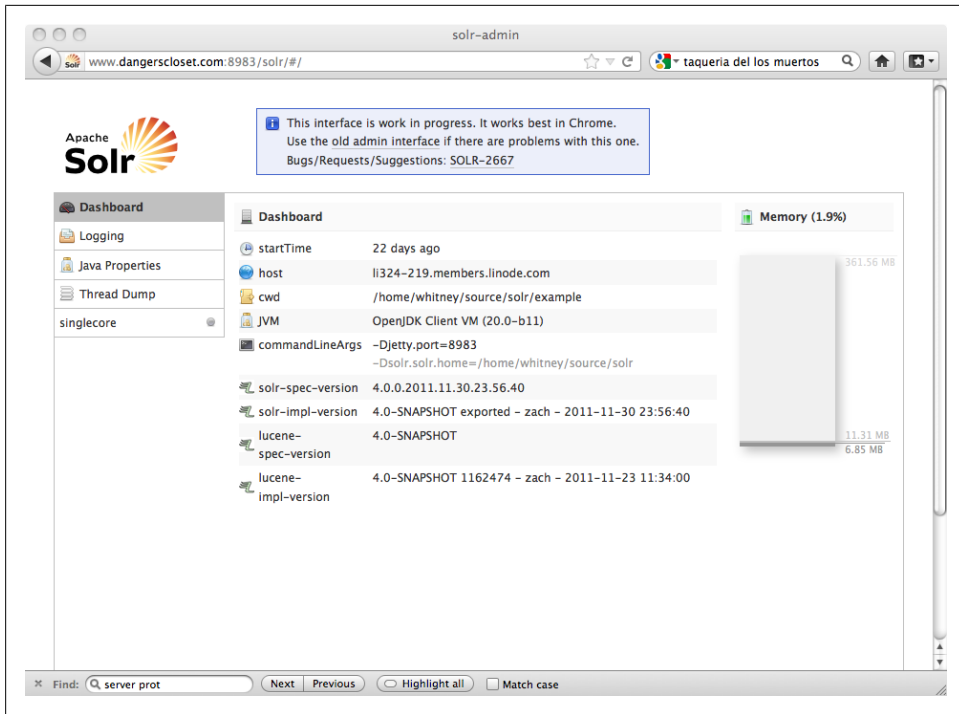 solr-admin
Solr www.dangerscloset.com:8983/solr/#/ taqueria del los muertos
This interface is work in progress. It works best in Chrome.
Use the old admin interface if there are problems with this one.
Bugs/Requests/Suggestions: SOLR-2667
Apache
Solr
Dashboard
Logging
Java Properties
Thread Dump
singlecore
Dashboard
startTime 22 days ago
host li324-219.members.linode.com
cwd /home/whitney/source/solr/example
JVM OpenJDK Client VM (20.0-b11)
commandLineArgs -Djetty.port=8983
-Dsolr.solr.home=/home/whitney/source/solr
solr-spec-version 4.0.0.2011.11.30.23.56.40
solr-impl-version 4.0-SNAPSHOT exported - zach - 2011-11-30 23:56:40
lucene- 4.0-SNAPSHOT
spec-version
lucene- 4.0-SNAPSHOT 1162474 - zach - 2011-11-23 11:34:00
impl-version
Memory (1.9%)
361.56 MB
11.31 MB
6.85 MB
Find: server prot Next Previous Highlight all Match case